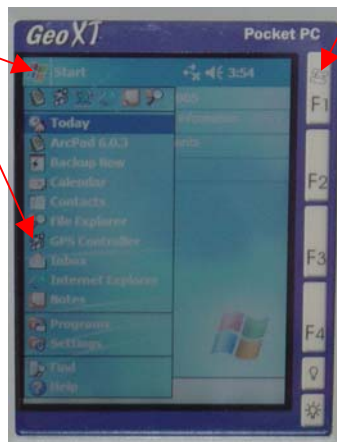 GeoXT Pocket PC
Start 3:54
Today
ArcPad 6.0.3
Backup Now
Calendar
Contacts
File Explorer
GPS Controller
Inbox
Internet Explorer
Notes
Programs
Settings
Find
Help
F1
F2
F3
F4